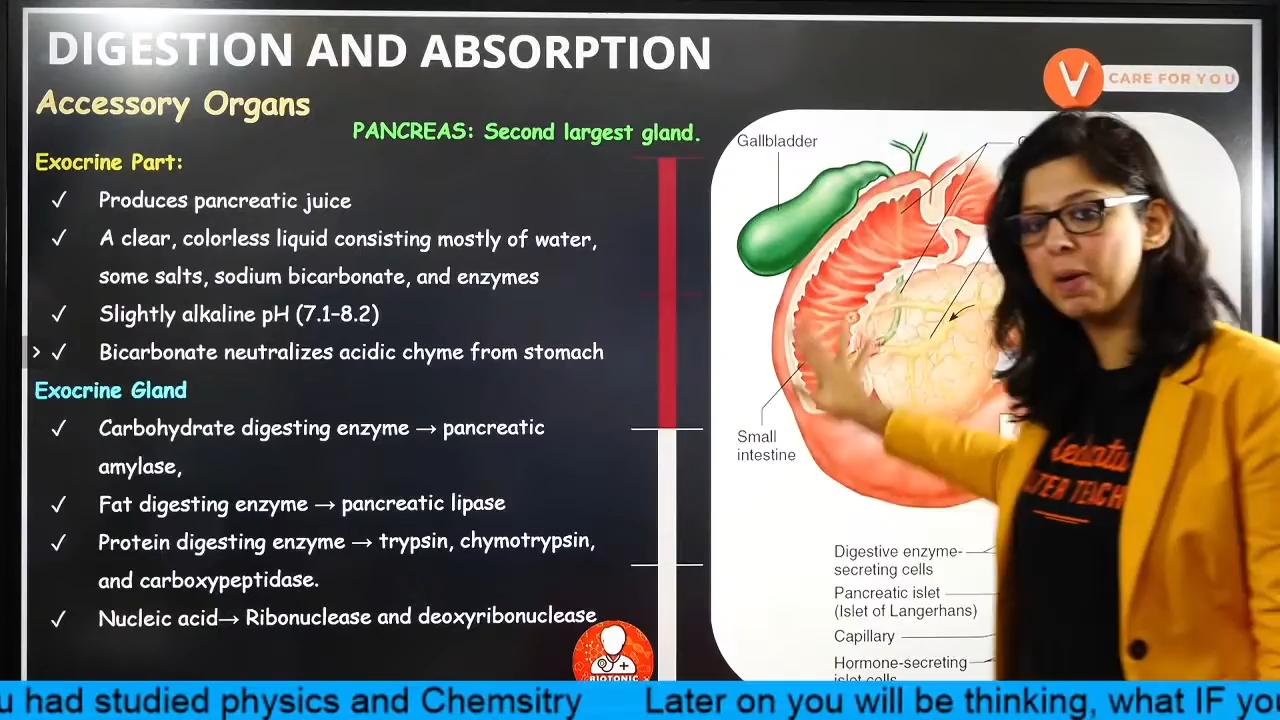 DIGESTION AND ABSORPTION
V CARE FOR YOU
Accessory Organs
PANCREAS: Second largest gland.
Exocrine Part:
✓ Produces pancreatic juice
✓ A clear, colorless liquid consisting mostly of water,
some salts, sodium bicarbonate, and enzymes
✓ Slightly alkaline pH (7.1–8.2)
> ✓ Bicarbonate neutralizes acidic chyme from stomach
Exocrine Gland
✓ Carbohydrate digesting enzyme → pancreatic
amylase,
✓ Fat digesting enzyme → pancreatic lipase
✓ Protein digesting enzyme → trypsin, chymotrypsin,
and carboxypeptidase.
✓ Nucleic acid→ Ribonuclease and deoxyribonuclease
BIOTONIC
Gallbladder
Small
intestine
Digestive enzyme-
secreting cells
Pancreatic islet
(Islet of Langerhans)
Capillary
Hormone-secreting
islet cells
TEACH
u had studied physics and Chemsitry Later on you will be thinking, what IF yo